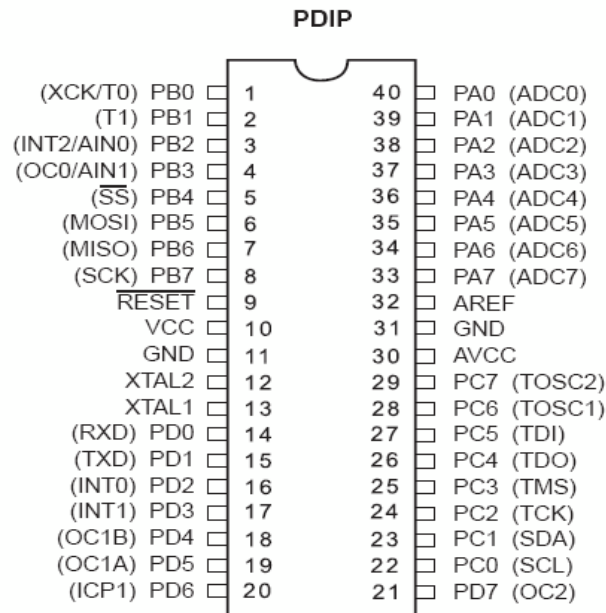 PDIP
(XCK/T0) PB0 1 40 PA0 (ADC0)
(T1) PB1 2 39 PA1 (ADC1)
(INT2/AIN0) PB2 3 38 PA2 (ADC2)
(OC0/AIN1) PB3 4 37 PA3 (ADC3)
(SS) PB4 5 36 PA4 (ADC4)
(MOSI) PB5 6 35 PA5 (ADC5)
(MISO) PB6 7 34 PA6 (ADC6)
(SCK) PB7 8 33 PA7 (ADC7)
RESET 9 32 AREF
VCC 10 31 GND
GND 11 30 AVCC
XTAL2 12 29 PC7 (TOSC2)
XTAL1 13 28 PC6 (TOSC1)
(RXD) PD0 14 27 PC5 (TDI)
(TXD) PD1 15 26 PC4 (TDO)
(INT0) PD2 16 25 PC3 (TMS)
(INT1) PD3 17 24 PC2 (TCK)
(OC1B) PD4 18 23 PC1 (SDA)
(OC1A) PD5 19 22 PC0 (SCL)
(ICP1) PD6 20 21 PD7 (OC2)